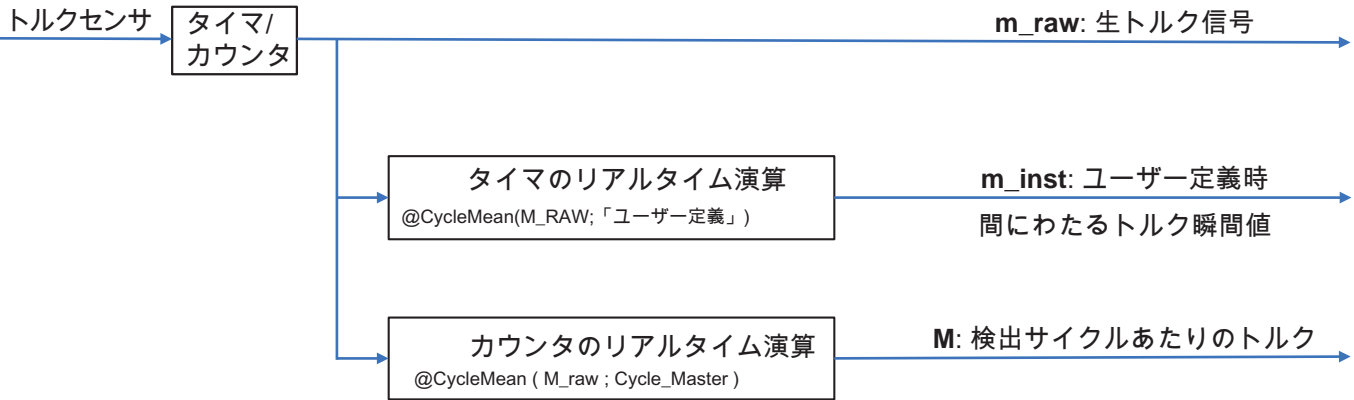 トルクセンサ
タイマ/
カウンタ
m_raw: 生トルク信号
タイマのリアルタイム演算
@CycleMean(M_RAW;「ユーザー定義」)
m_inst: ユーザー定義時
間にわたるトルク瞬間値
カウンタのリアルタイム演算
@CycleMean ( M_raw ; Cycle_Master )
M: 検出サイクルあたりのトルク